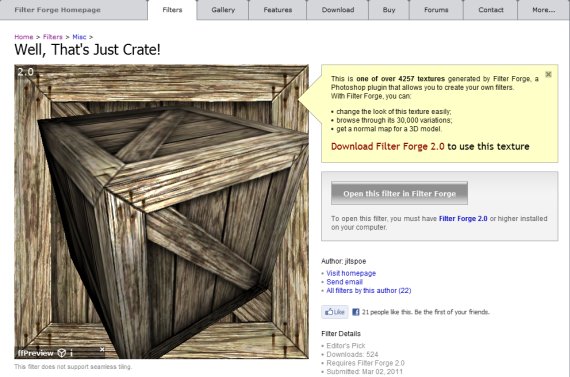 Filter Forge Homepage
Filters
Gallery
Features
Download
Buy
Forums
Contact
More...
Home > Filters > Misc >
Well, That's Just Crate!
2.0
This is one of over 4257 textures generated by Filter Forge, a
Photoshop plugin that allows you to create your own filters.
With Filter Forge, you can:
• change the look of this texture easily;
• browse through its 30,000 variations;
• get a normal map for a 3D model.
Download Filter Forge 2.0 to use this texture
Open this filter in Filter Forge
To open this filter, you must have Filter Forge 2.0 or higher installed
on your computer.
Author: jitspoe
• Visit homepage
• Send email
• All filters by this author (22)
Like
21 people like this. Be the first of your friends.
Filter Details
• Editor's Pick
• Downloads: 524
• Requires Filter Forge 2.0
• Submitted: Mar 02, 2011
ffPreview
i
This filter does not support seamless tiling.